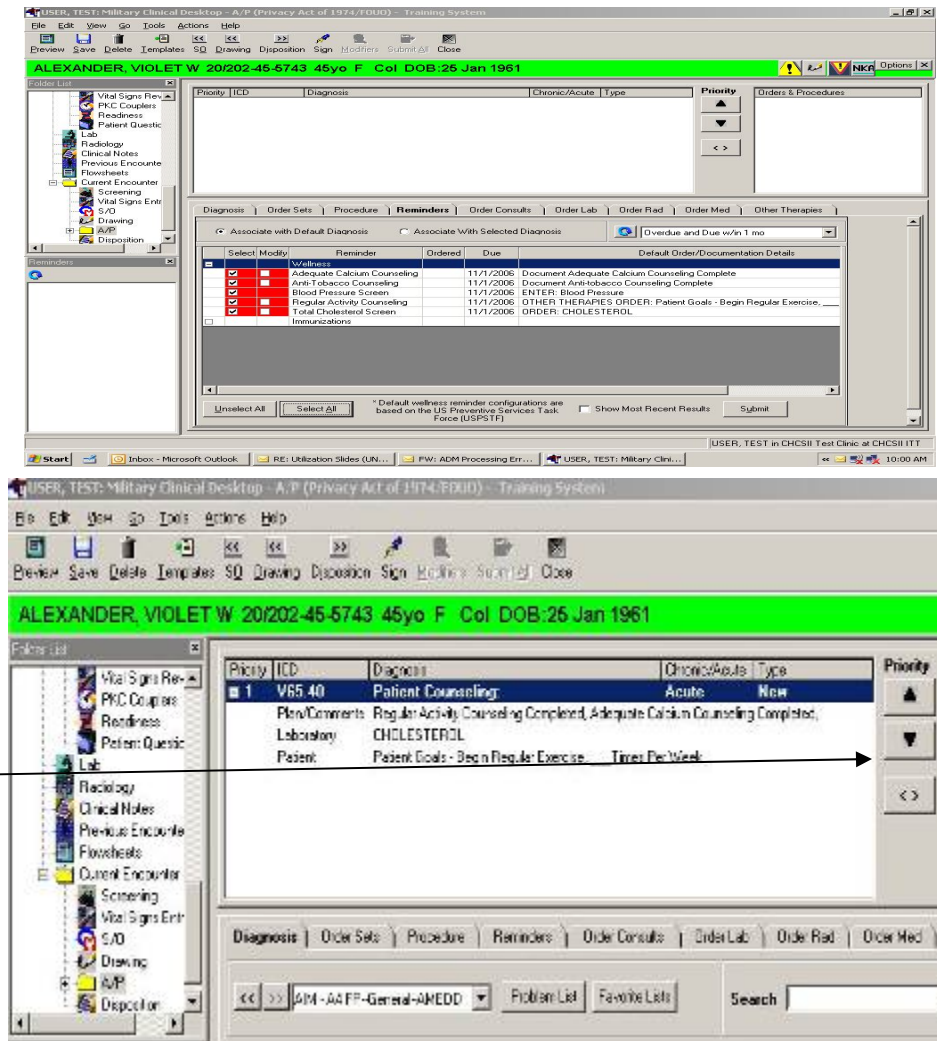 USER, TEST: Military Clinical Desktop - A/P (Privacy Act of 1974/FOUO) - Training System
File Edit View Go Tools Actions Help
Preview Save Delete Templates SO Drawing Disposition Sign Modifiers Submit All Close
ALEXANDER, VIOLET W 20/202-45-5743 45yo F Col DOB:25 Jan 1961 NKA Options
Folder List
Vital Signs Rev
PKC Couplers
Readiness
Patient Questic
Lab
Radiology
Clinical Notes
Previous Encounte
Flowsheets
Current Encounter
Screening
Vital Signs Entr
S/O
Drawing
A/P
Disposition
Reminders
Priority ICD Diagnosis Chronic/Acute Type Priority Orders & Procedures
< >
Diagnosis Order Sets Procedure Reminders Order Consults Order Lab Order Rad Order Med Other Therapies
Associate with Default Diagnosis Associate With Selected Diagnosis Overdue and Due w/in 1 mo
Select Modify Reminder Ordered Due Default Order/Documentation Details
Wellness
Adequate Calcium Counseling 11/1/2006 Document Adequate Calcium Counseling Complete
Anti-Tobacco Counseling 11/1/2006 Document Anti-tobacco Counseling Complete
Blood Pressure Screen 11/1/2006 ENTER: Blood Pressure
Regular Activity Counseling 11/1/2006 OTHER THERAPIES ORDER: Patient Goals - Begin Regular Exercise, ___
Total Cholesterol Screen 11/1/2006 ORDER: CHOLESTEROL
Immunizations
Unselect All Select All * Default wellness reminder configurations are based on the US Preventive Services Task Force (USPSTF) Show Most Recent Results Submit
USER, TEST in CHCSII Test Clinic at CHCSII ITT
Start Inbox - Microsoft Outlook RE: Utilization Slides (UN... FW: ADM Processing Err... USER, TEST: Military Clini... 10:00 AM
USER, TEST: Military Clinical Desktop - A/P (Privacy Act of 1974/FOUO) - Training System
File Edit View Go Tools Actions Help
Preview Save Delete Templates SO Drawing Disposition Sign Modifiers Submit All Close
ALEXANDER, VIOLET W 20/202-45-5743 45yo F Col DOB:25 Jan 1961
Folder List
Vital Signs Rev
PKC Couplers
Readiness
Patient Questic
Lab
Radiology
Clinical Notes
Previous Encounte
Flowsheets
Current Encounter
Screening
Vital Signs Entr
S/O
Drawing
A/P
Disposition
Priority ICD Diagnosis Chronic/Acute Type Priority
1 V65.40 Patient Counseling: Acute New
Plan/Comments Regular Activity Counseling Completed, Adequate Calcium Counseling Completed,
Laboratory CHOLESTEROL
Patient Patient Goals - Begin Regular Exercise, ___ Times Per Week
< >
Diagnosis Order Sets Procedure Reminders Order Consults Order Lab Order Rad Order Med
<< >> AIM - AAFP-General-AMEDD Problem List Favorite Lists Search